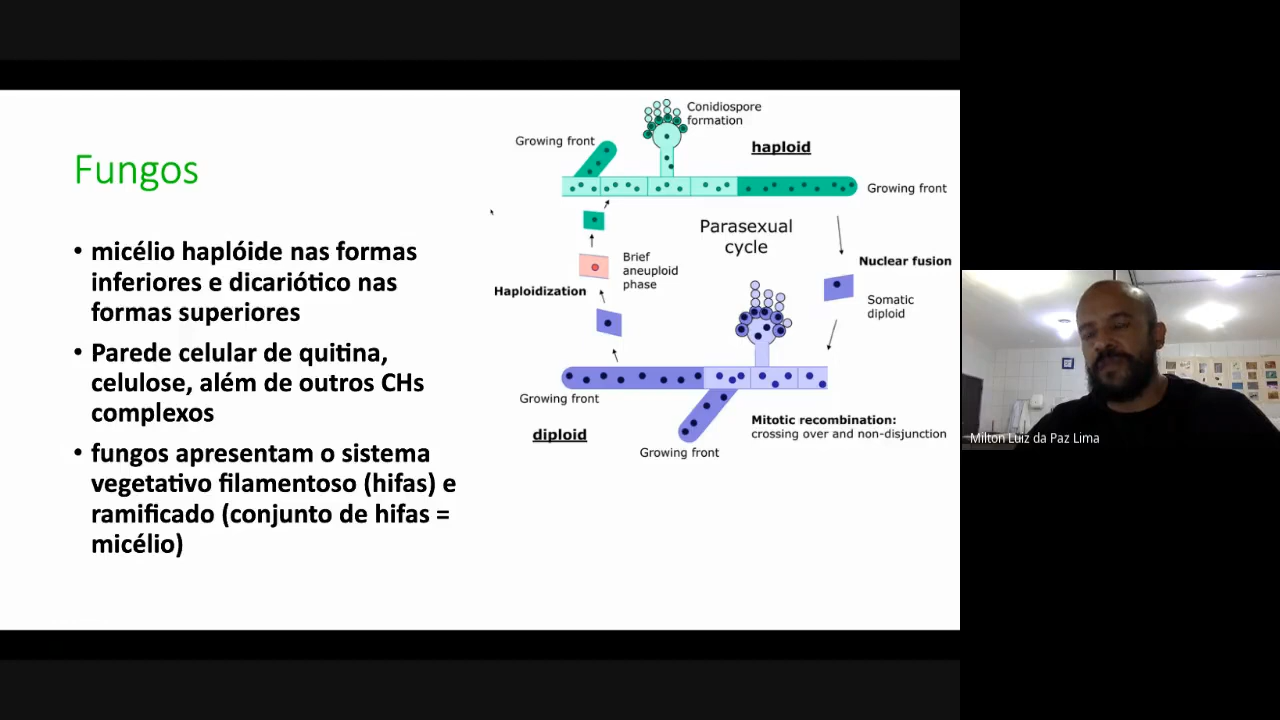 Fungos
• micélio haplóide nas formas
inferiores e dicariótico nas
formas superiores
• Parede celular de quitina,
celulose, além de outros CHs
complexos
• fungos apresentam o sistema
vegetativo filamentoso (hifas) e
ramificado (conjunto de hifas =
micélio)
Conidiospore
formation
Growing front
haploid
Growing front
Parasexual
cycle
Nuclear fusion
Brief
aneuploid
phase
Haploidization
Somatic
diploid
Growing front
diploid
Mitotic recombination:
crossing over and non-disjunction
Growing front
Milton Luiz da Paz Lima